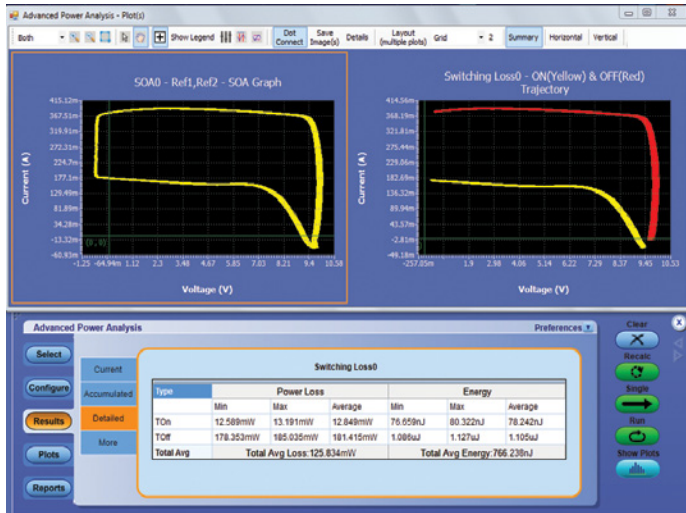 Advanced Power Analysis - Plot(s)
Both Show Legend Dot Connect Save Image(s) Details Layout (multiple plots) Grid 2 Summary Horizontal Vertical
SOA0 - Ref1,Ref2 - SOA Graph
415.12m
367.51m
319.91m
272.31m
224.7m
177.1m
129.49m
81.89m
34.28m
-13.32m
-60.93m
Current (A)
(0, 0)
-1.25 -64.94m 1.12 2.3 3.48 4.67 5.85 7.03 8.21 9.4 10.58
Voltage (V)
Switching Loss0 - ON(Yellow) & OFF(Red)
Trajectory
414.56m
368.19m
321.81m
275.44m
229.06m
182.69m
136.32m
89.94m
43.57m
-2.81m
-49.18m
Current (A)
-257.05m 1.9 2.98 4.06 5.14 6.22 7.29 8.37 9.45 10.53
Voltage (V)
Advanced Power Analysis
Preferences
Clear
X
Select
Configure
Results
Plots
Reports
Current
Accumulated
Detailed
More
Switching Loss0
Type Power Loss Energy
Min Max Average Min Max Average
TOn 12.589mW 13.191mW 12.849mW 76.659nJ 80.322nJ 78.242nJ
TOff 178.353mW 185.035mW 181.415mW 1.086uJ 1.127uJ 1.105uJ
Total Avg Total Avg Loss:125.834mW Total Avg Energy:766.238nJ
Recalc
Single
Run
Show Plots